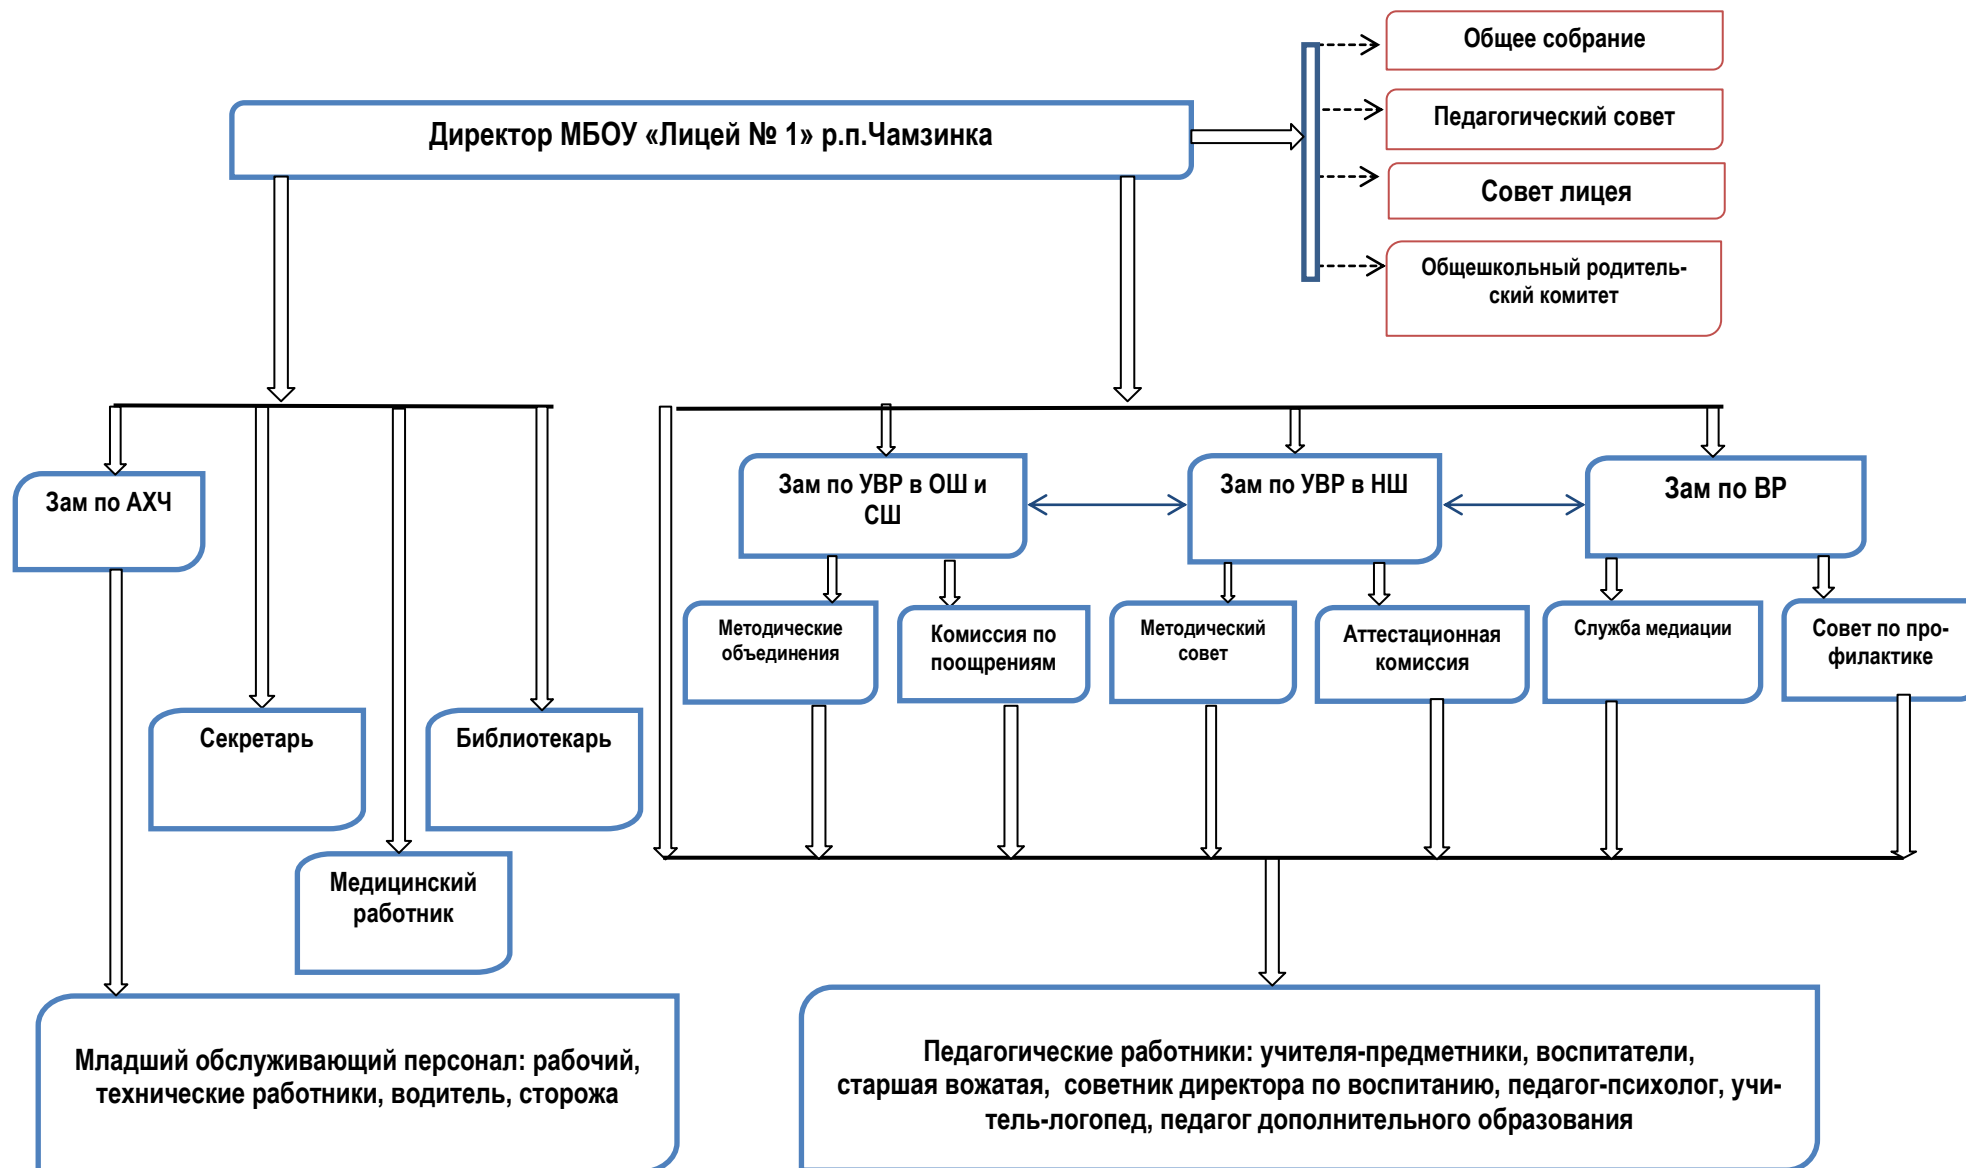 Общее собрание
Директор МБОУ «Лицей № 1» р.п.Чамзинка
Педагогический совет
Совет лицея
Общешкольный родитель-
ский комитет
Зам по АХЧ
Зам по УВР в ОШ и
СШ
Зам по УВР в НШ
Зам по ВР
Методические
объединения
Комиссия по
поощрениям
Методический
совет
Аттестационная
комиссия
Служба медиации
Совет по про-
филактике
Секретарь
Библиотекарь
Медицинский
работник
Младший обслуживающий персонал: рабочий,
технические работники, водитель, сторожа
Педагогические работники: учителя-предметники, воспитатели,
старшая вожатая, советник директора по воспитанию, педагог-психолог, учи-
тель-логопед, педагог дополнительного образования